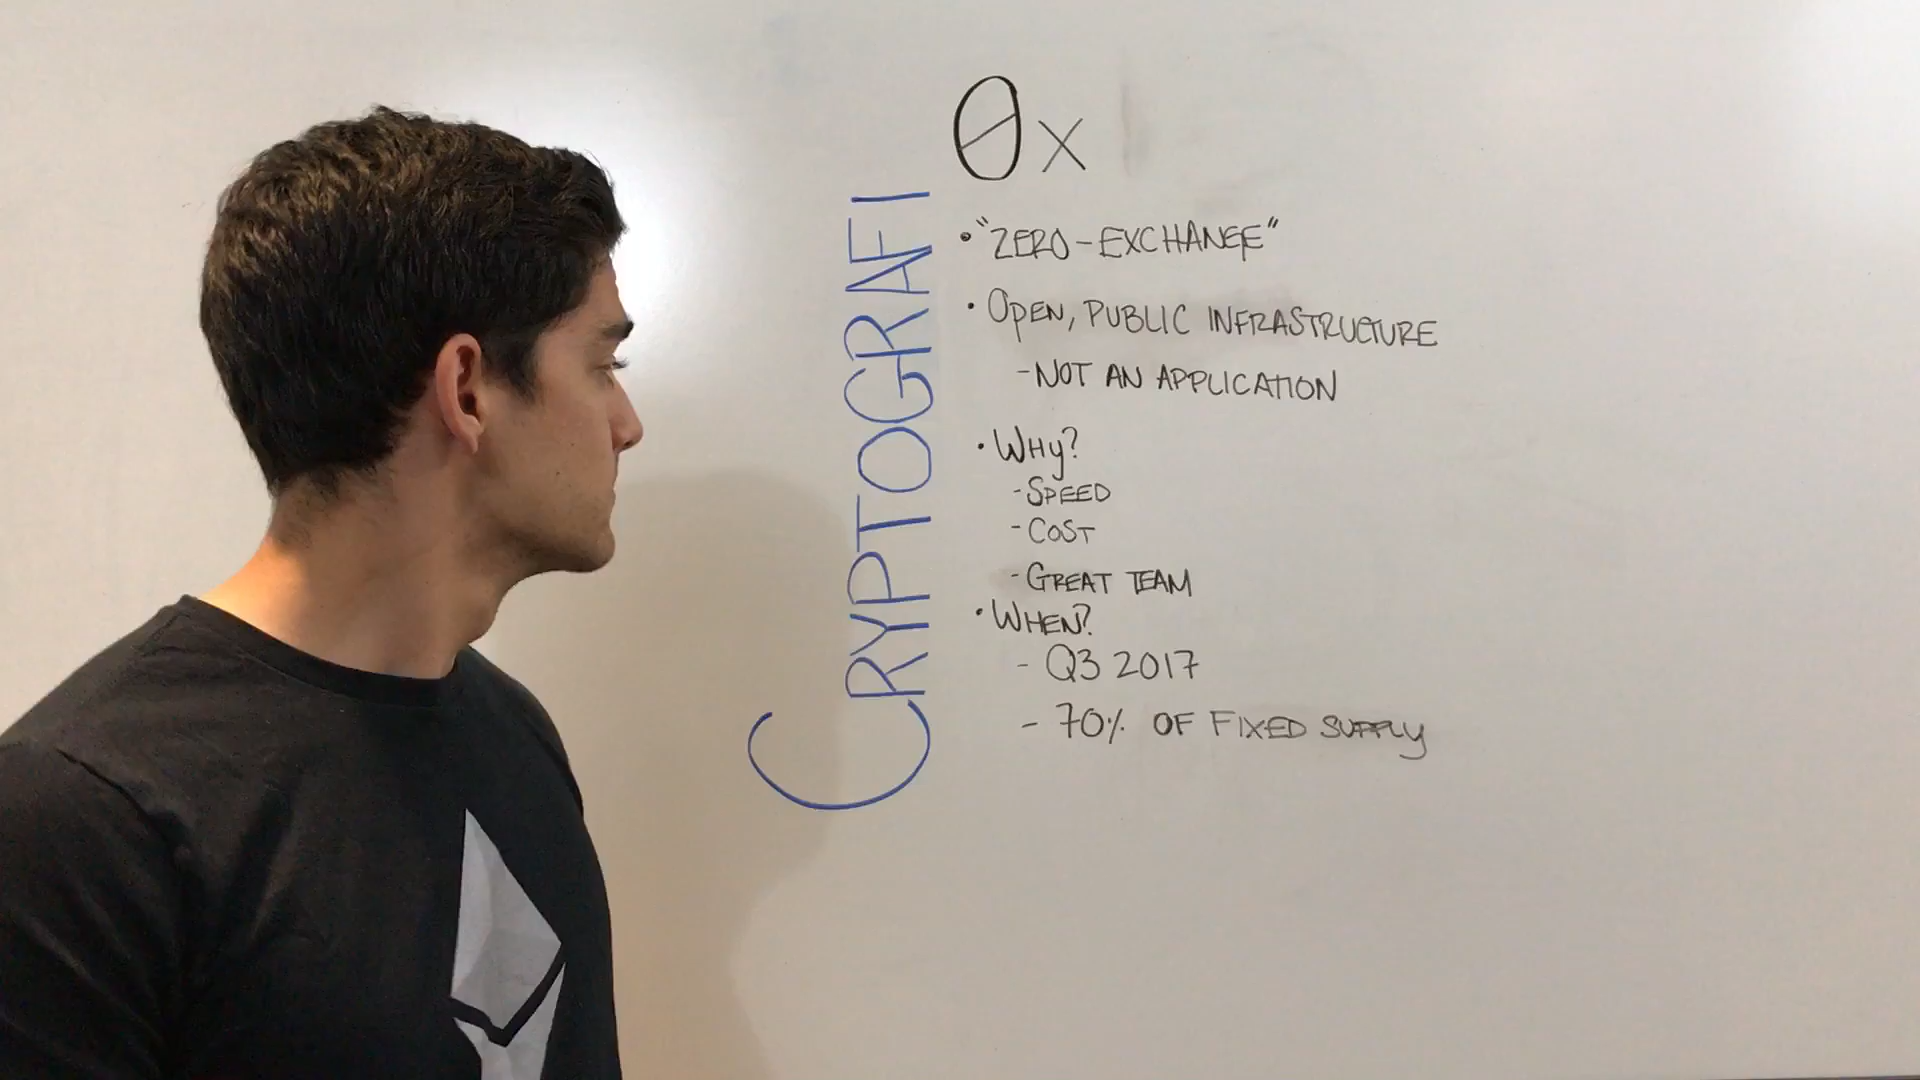 0x
CRYPTOGRAFI
• "ZERO-EXCHANGE"
• OPEN, PUBLIC INFRASTRUCTURE
- NOT AN APPLICATION
• WHY?
- SPEED
- COST
- GREAT TEAM
• WHEN?
- Q3 2017
- 70% OF FIXED SUPPLY